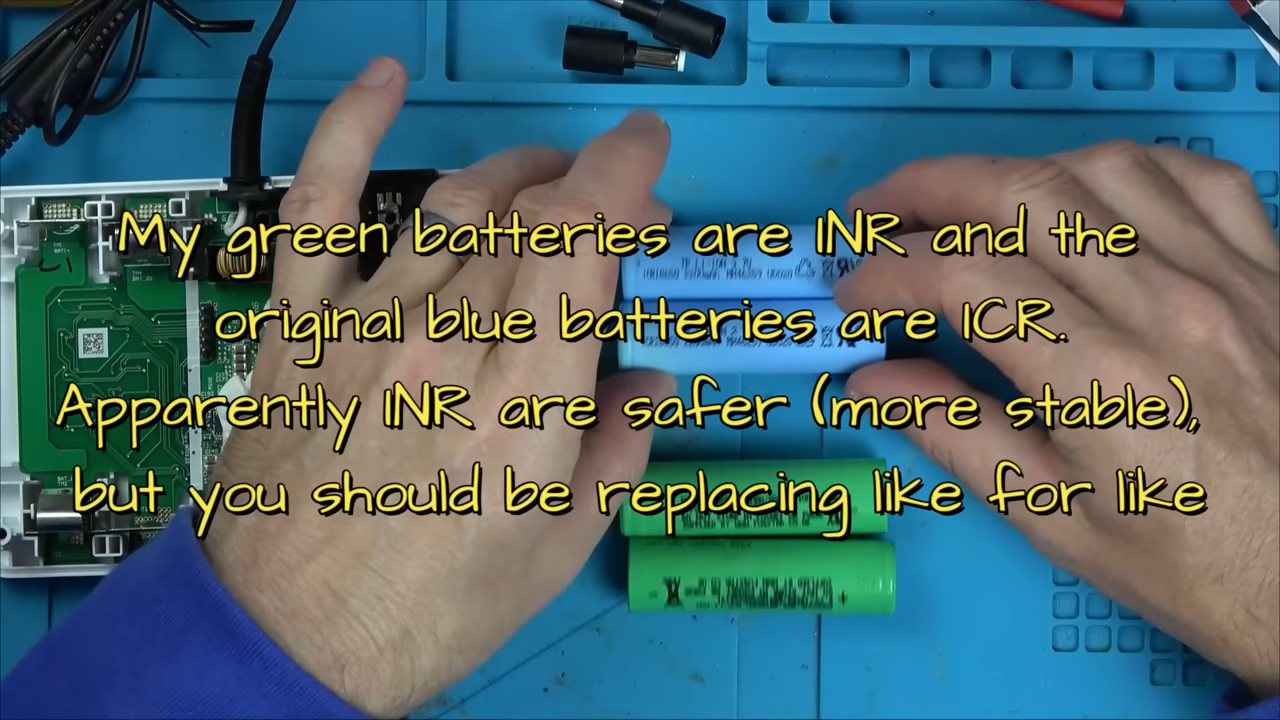 My green batteries are INR and the
original blue batteries are ICR.
Apparently INR are safer (more stable),
but you should be replacing like for like